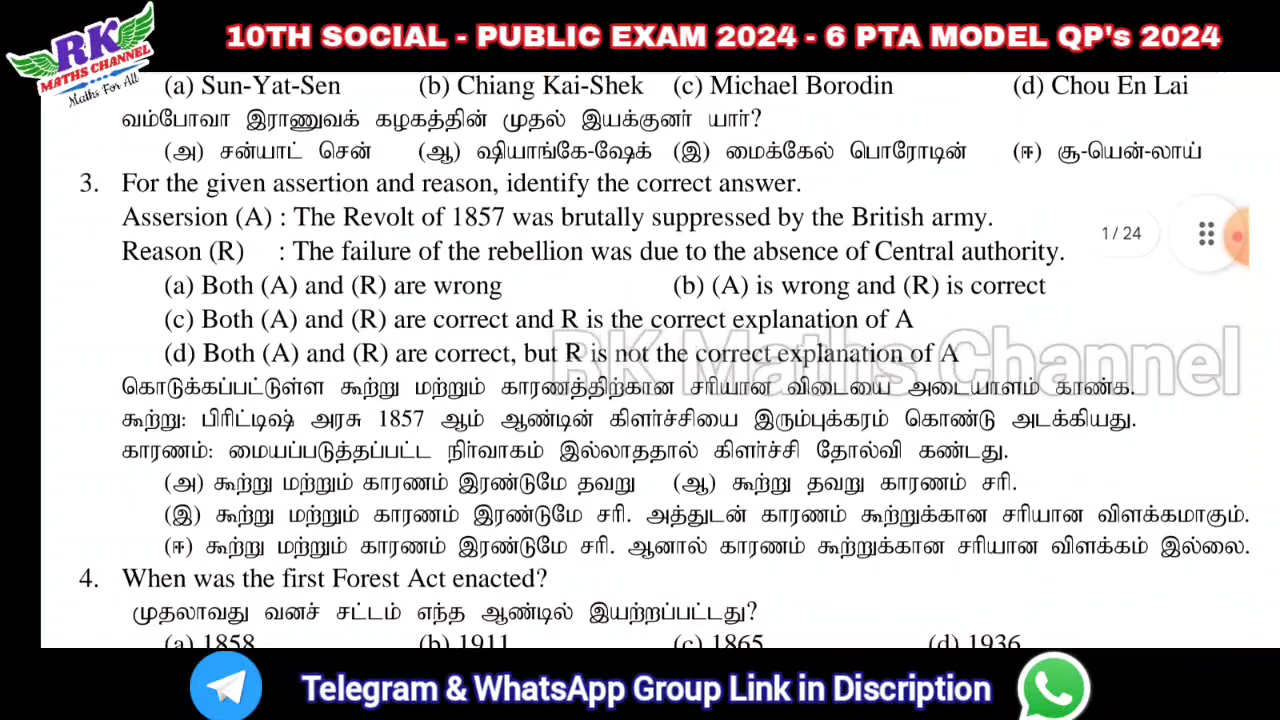 RK
MATHS CHANNEL
Maths For All
10TH SOCIAL - PUBLIC EXAM 2024 - 6 PTA MODEL QP's 2024
(a) Sun-Yat-Sen (b) Chiang Kai-Shek (c) Michael Borodin (d) Chou En Lai
வம்போவா இராணுவக் கழகத்தின் முதல் இயக்குனர் யார்?
(அ) சன்யாட் சென் (ஆ) ஷியாங்கே-ஷேக் (இ) மைக்கேல் பொரோடின் (ஈ) சூ-யென்-லாய்
3. For the given assertion and reason, identify the correct answer.
Assersion (A) : The Revolt of 1857 was brutally suppressed by the British army.
1 / 24
Reason (R) : The failure of the rebellion was due to the absence of Central authority.
(a) Both (A) and (R) are wrong (b) (A) is wrong and (R) is correct
(c) Both (A) and (R) are correct and R is the correct explanation of A
(d) Both (A) and (R) are correct, but R is not the correct explanation of A
RK Maths Channel
கொடுக்கப்பட்டுள்ள கூற்று மற்றும் காரணத்திற்கான சரியான விடையை அடையாளம் காண்க.
கூற்று: பிரிட்டிஷ் அரசு 1857 ஆம் ஆண்டின் கிளர்ச்சியை இரும்புக்கரம் கொண்டு அடக்கியது.
காரணம்: மையப்படுத்தப்பட்ட நிர்வாகம் இல்லாததால் கிளர்ச்சி தோல்வி கண்டது.
(அ) கூற்று மற்றும் காரணம் இரண்டுமே தவறு (ஆ) கூற்று தவறு காரணம் சரி.
(இ) கூற்று மற்றும் காரணம் இரண்டுமே சரி. அத்துடன் காரணம் கூற்றுக்கான சரியான விளக்கமாகும்.
(ஈ) கூற்று மற்றும் காரணம் இரண்டுமே சரி. ஆனால் காரணம் கூற்றுக்கான சரியான விளக்கம் இல்லை.
4. When was the first Forest Act enacted?
முதலாவது வனச் சட்டம் எந்த ஆண்டில் இயற்றப்பட்டது?
(a) 1858 (b) 1911 (c) 1865 (d) 1936
Telegram & WhatsApp Group Link in Discription